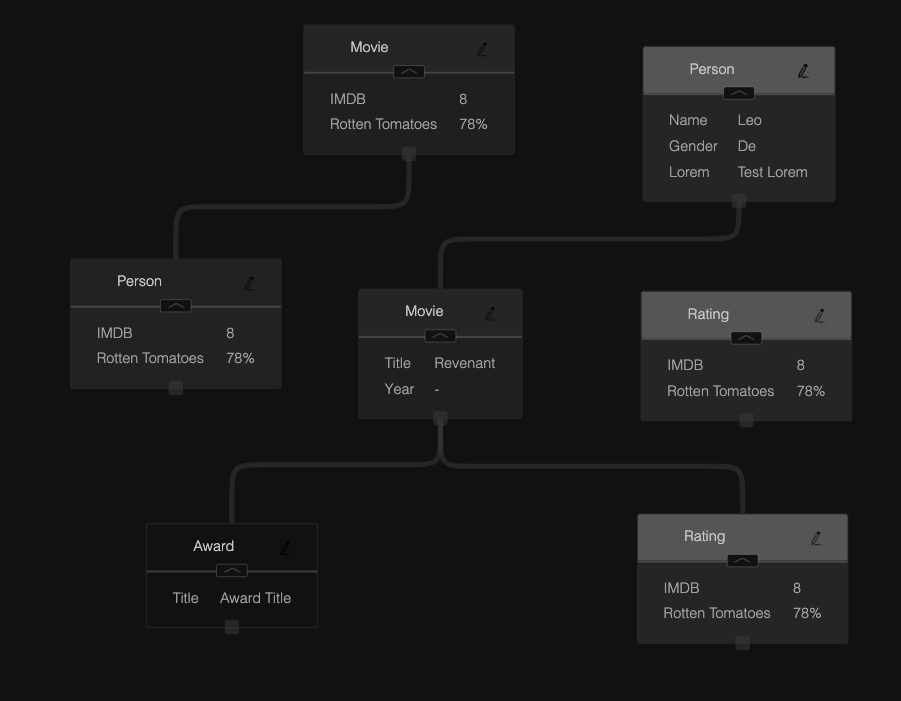 Movie
IMDB 8
Rotten Tomatoes 78%
Person
Name Leo
Gender De
Lorem Test Lorem
Person
IMDB 8
Rotten Tomatoes 78%
Movie
Title Revenant
Year -
Rating
IMDB 8
Rotten Tomatoes 78%
Award
Title Award Title
Rating
IMDB 8
Rotten Tomatoes 78%